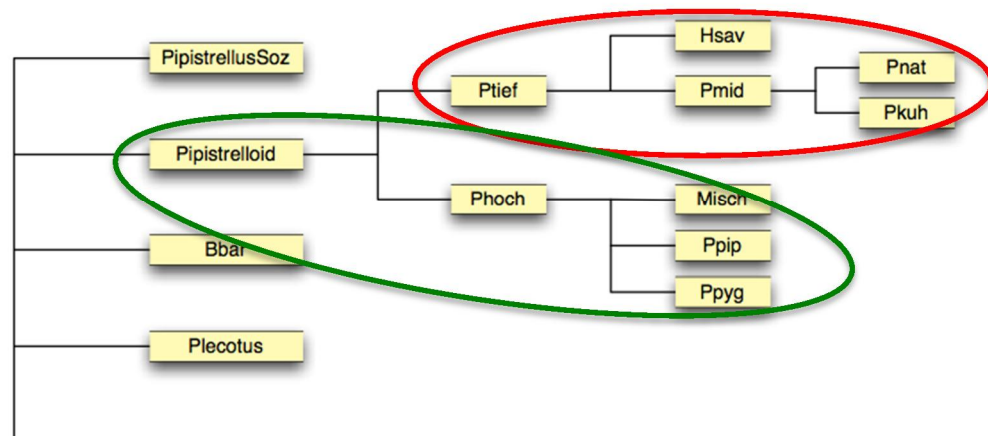 Hsav
PipistrellusSoz
Pnat
Ptief
Pmid
Pkuh
Pipistrelloid
Phoch
Misch
Ppip
Bbar
Ppyg
Plecotus